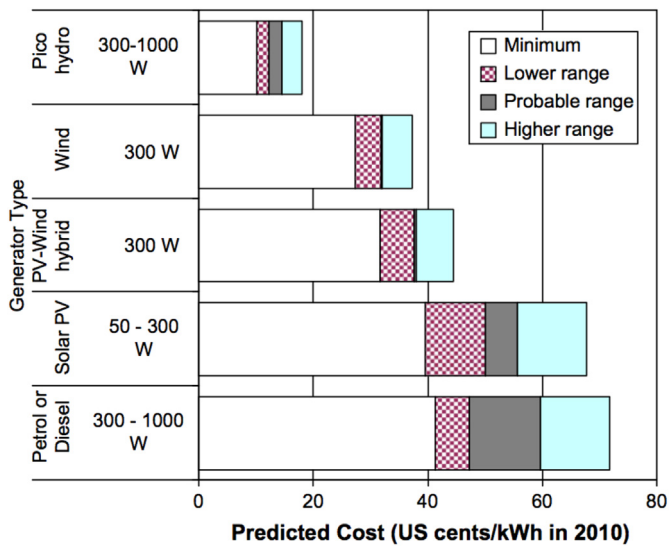 Generator Type
Pico
hydro
300-1000
W
Wind
300 W
PV-Wind
hybrid
300 W
Solar PV
50 - 300
W
Petrol or
Diesel
300 - 1000
W
Minimum
Lower range
Probable range
Higher range
0
20
40
60
80
Predicted Cost (US cents/kWh in 2010)